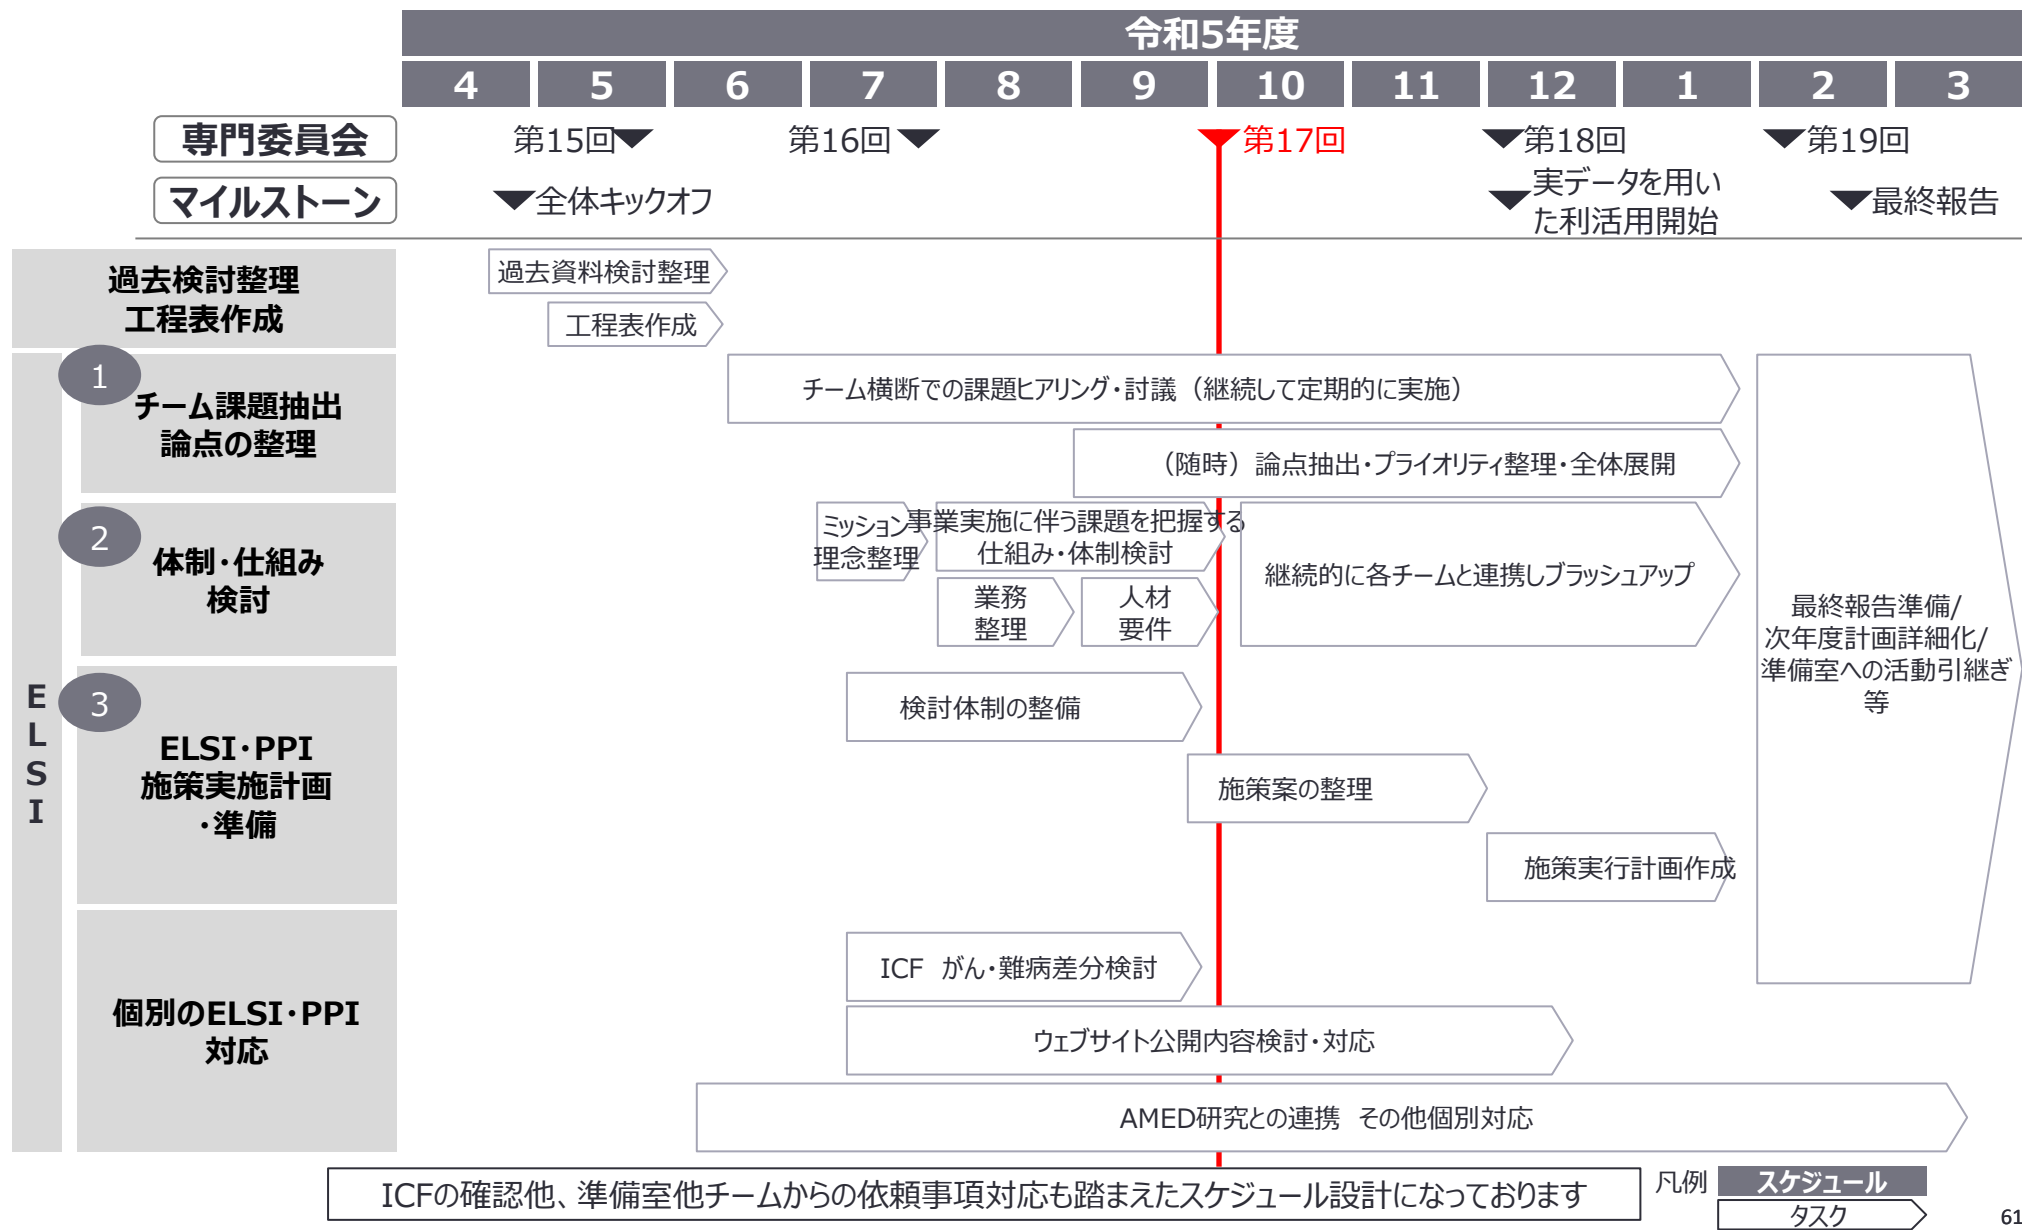 令和5年度
4 5 6 7 8 9 10 11 12 1 2 3
専門委員会
第15回
第16回
第17回
第18回
第19回
マイルストーン
全体キックオフ
実データを用い
た利活用開始
最終報告
過去検討整理
工程表作成
過去資料検討整理
工程表作成
ELSI
1
チーム課題抽出
論点の整理
チーム横断での課題ヒアリング・討議（継続して定期的に実施）
（随時）論点抽出・プライオリティ整理・全体展開
2
体制・仕組み
検討
ミッション
理念整理
事業実施に伴う課題を把握する
仕組み・体制検討
業務
整理
人材
要件
継続的に各チームと連携しブラッシュアップ
3
ELSI・PPI
施策実施計画
・準備
検討体制の整備
施策案の整理
施策実行計画作成
最終報告準備/
次年度計画詳細化/
準備室への活動引継ぎ
等
個別のELSI・PPI
対応
ICF がん・難病差分検討
ウェブサイト公開内容検討・対応
AMED研究との連携 その他個別対応
ICFの確認他、準備室他チームからの依頼事項対応も踏まえたスケジュール設計になっております
凡例
スケジュール
タスク
61